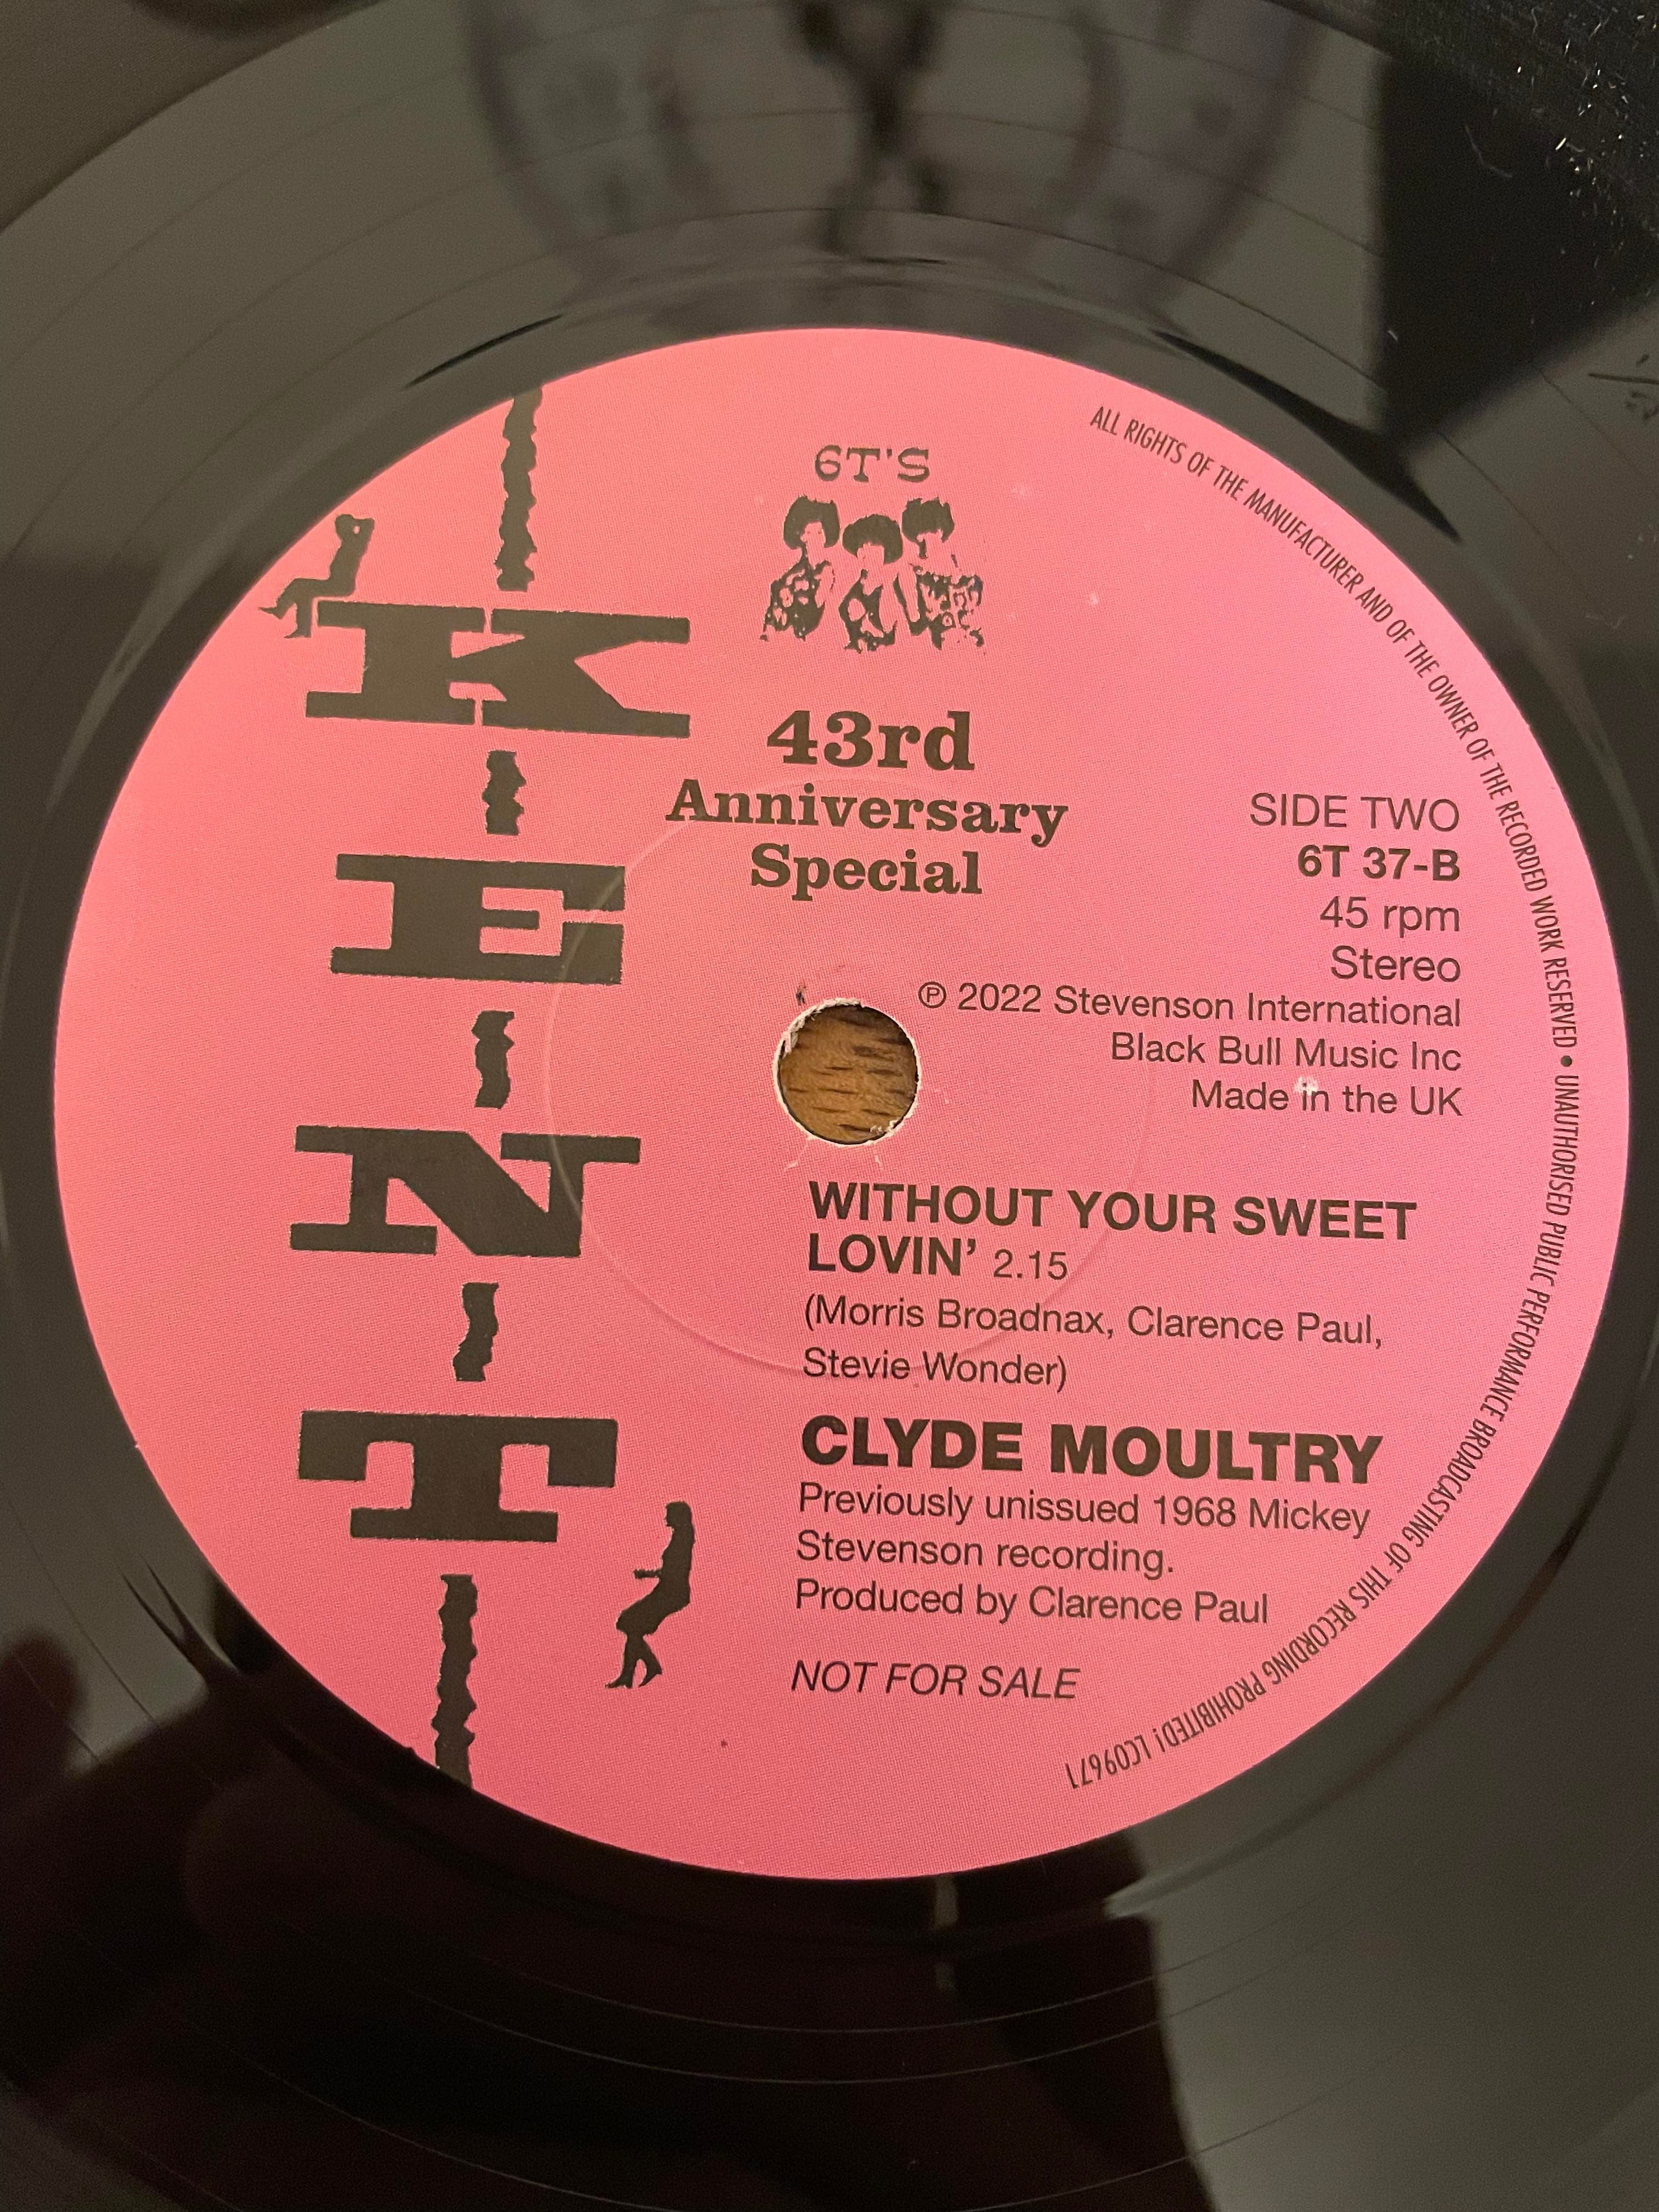 6T'S
KENT
43rd
Anniversary
Special
SIDE TWO
6T 37-B
45 rpm
Stereo
℗ 2022 Stevenson International
Black Bull Music Inc
Made in the UK
WITHOUT YOUR SWEET
LOVIN’ 2.15
(Morris Broadnax, Clarence Paul,
Stevie Wonder)
CLYDE MOULTRY
Previously unissued 1968 Mickey
Stevenson recording.
Produced by Clarence Paul
NOT FOR SALE
ALL RIGHTS OF THE MANUFACTURER AND OF THE OWNER OF THE RECORDED WORK RESERVED • UNAUTHORISED PUBLIC PERFORMANCE BROADCASTING OF THIS RECORDING PROHIBITED! LC09671